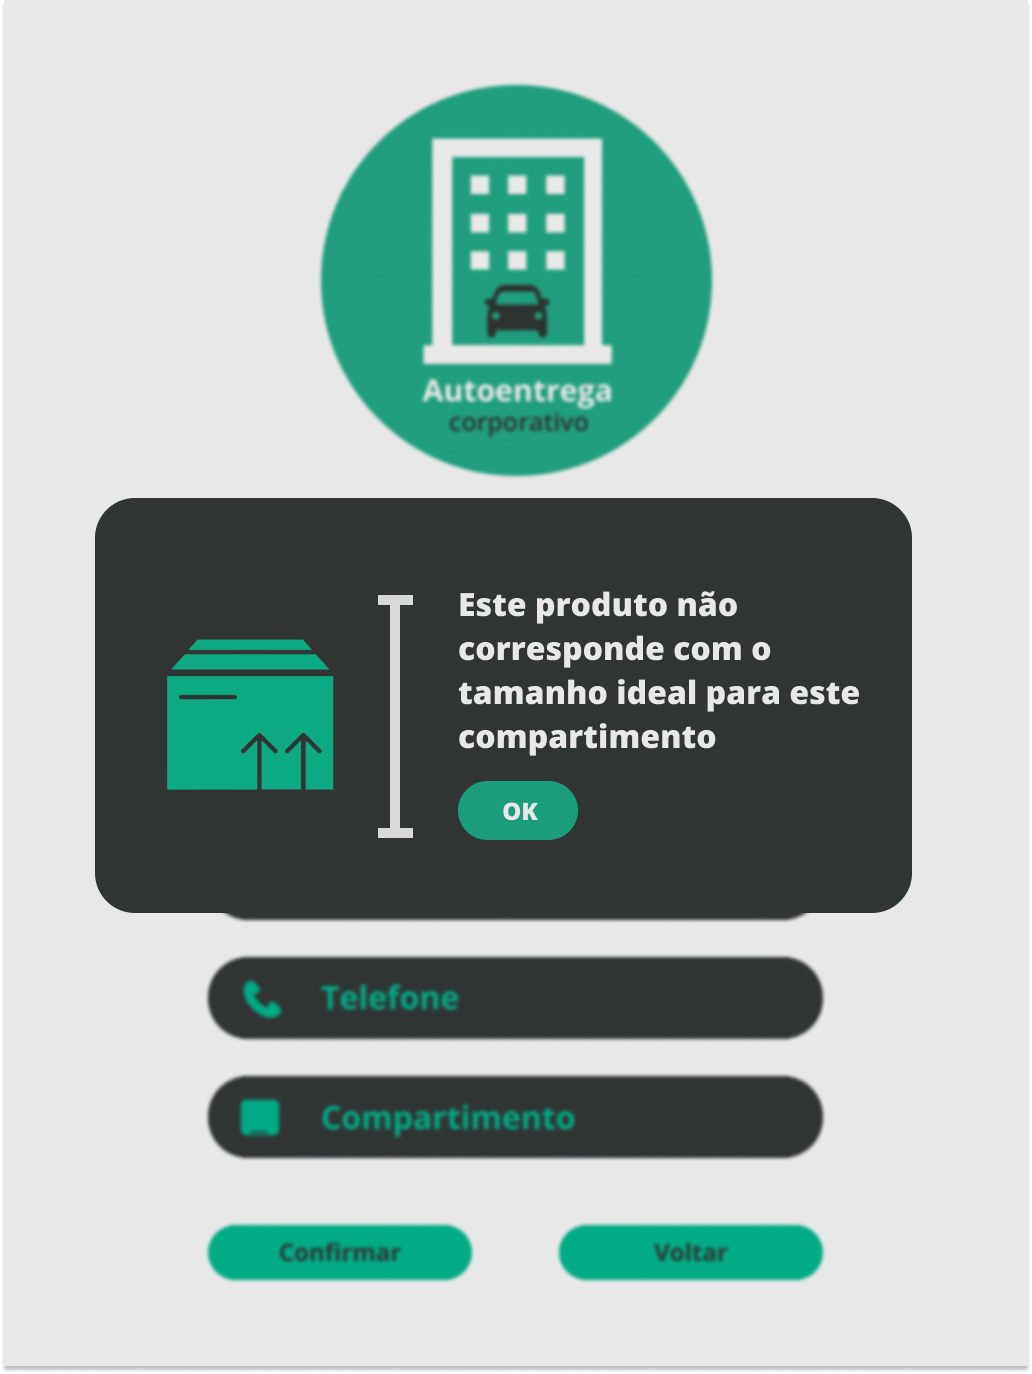 Autoentrega
corporativo
Este produto não
corresponde com o
tamanho ideal para este
compartimento
OK
Telefone
Compartimento
Confirmar
Voltar